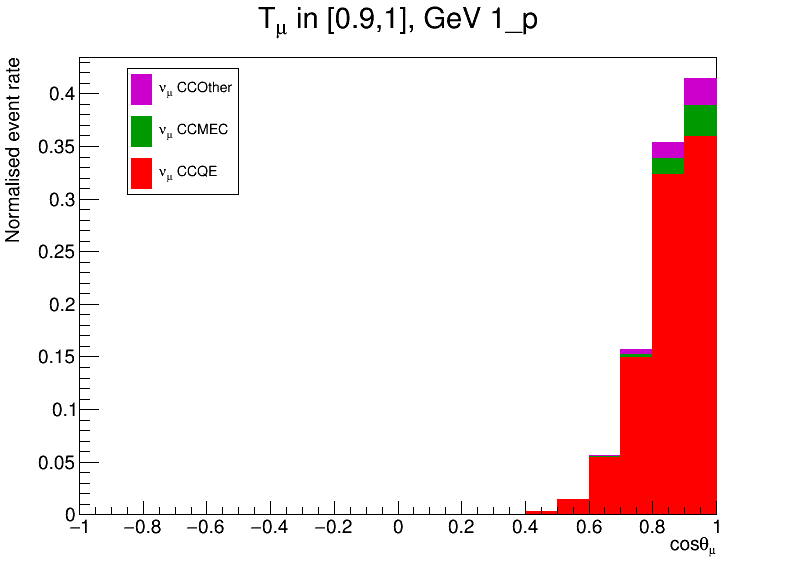 Tμ in [0.9,1], GeV 1_p
Normalised event rate
νμ CCOther
νμ CCMEC
νμ CCQE
0.4
0.35
0.3
0.25
0.2
0.15
0.1
0.05
0
−1 −0.8 −0.6 −0.4 −0.2 0 0.2 0.4 0.6 0.8 1
cosθμ